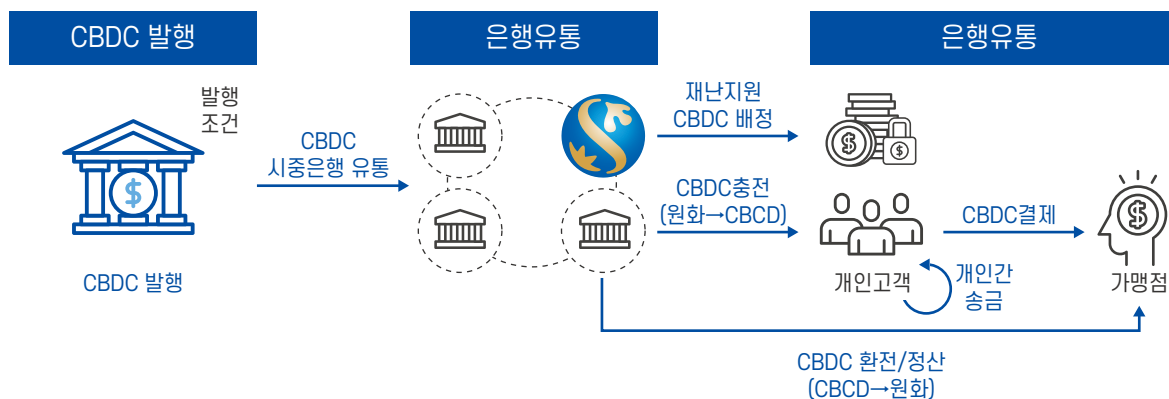 CBDC 발행
은행유통
은행유통
발행
조건
CBDC 발행
CBDC
시중은행 유통
재난지원
CBDC 배정
CBDC충전
(원화→CBCD)
개인고객
개인간
송금
CBDC결제
가맹점
CBDC 환전/정산
(CBCD→원화)